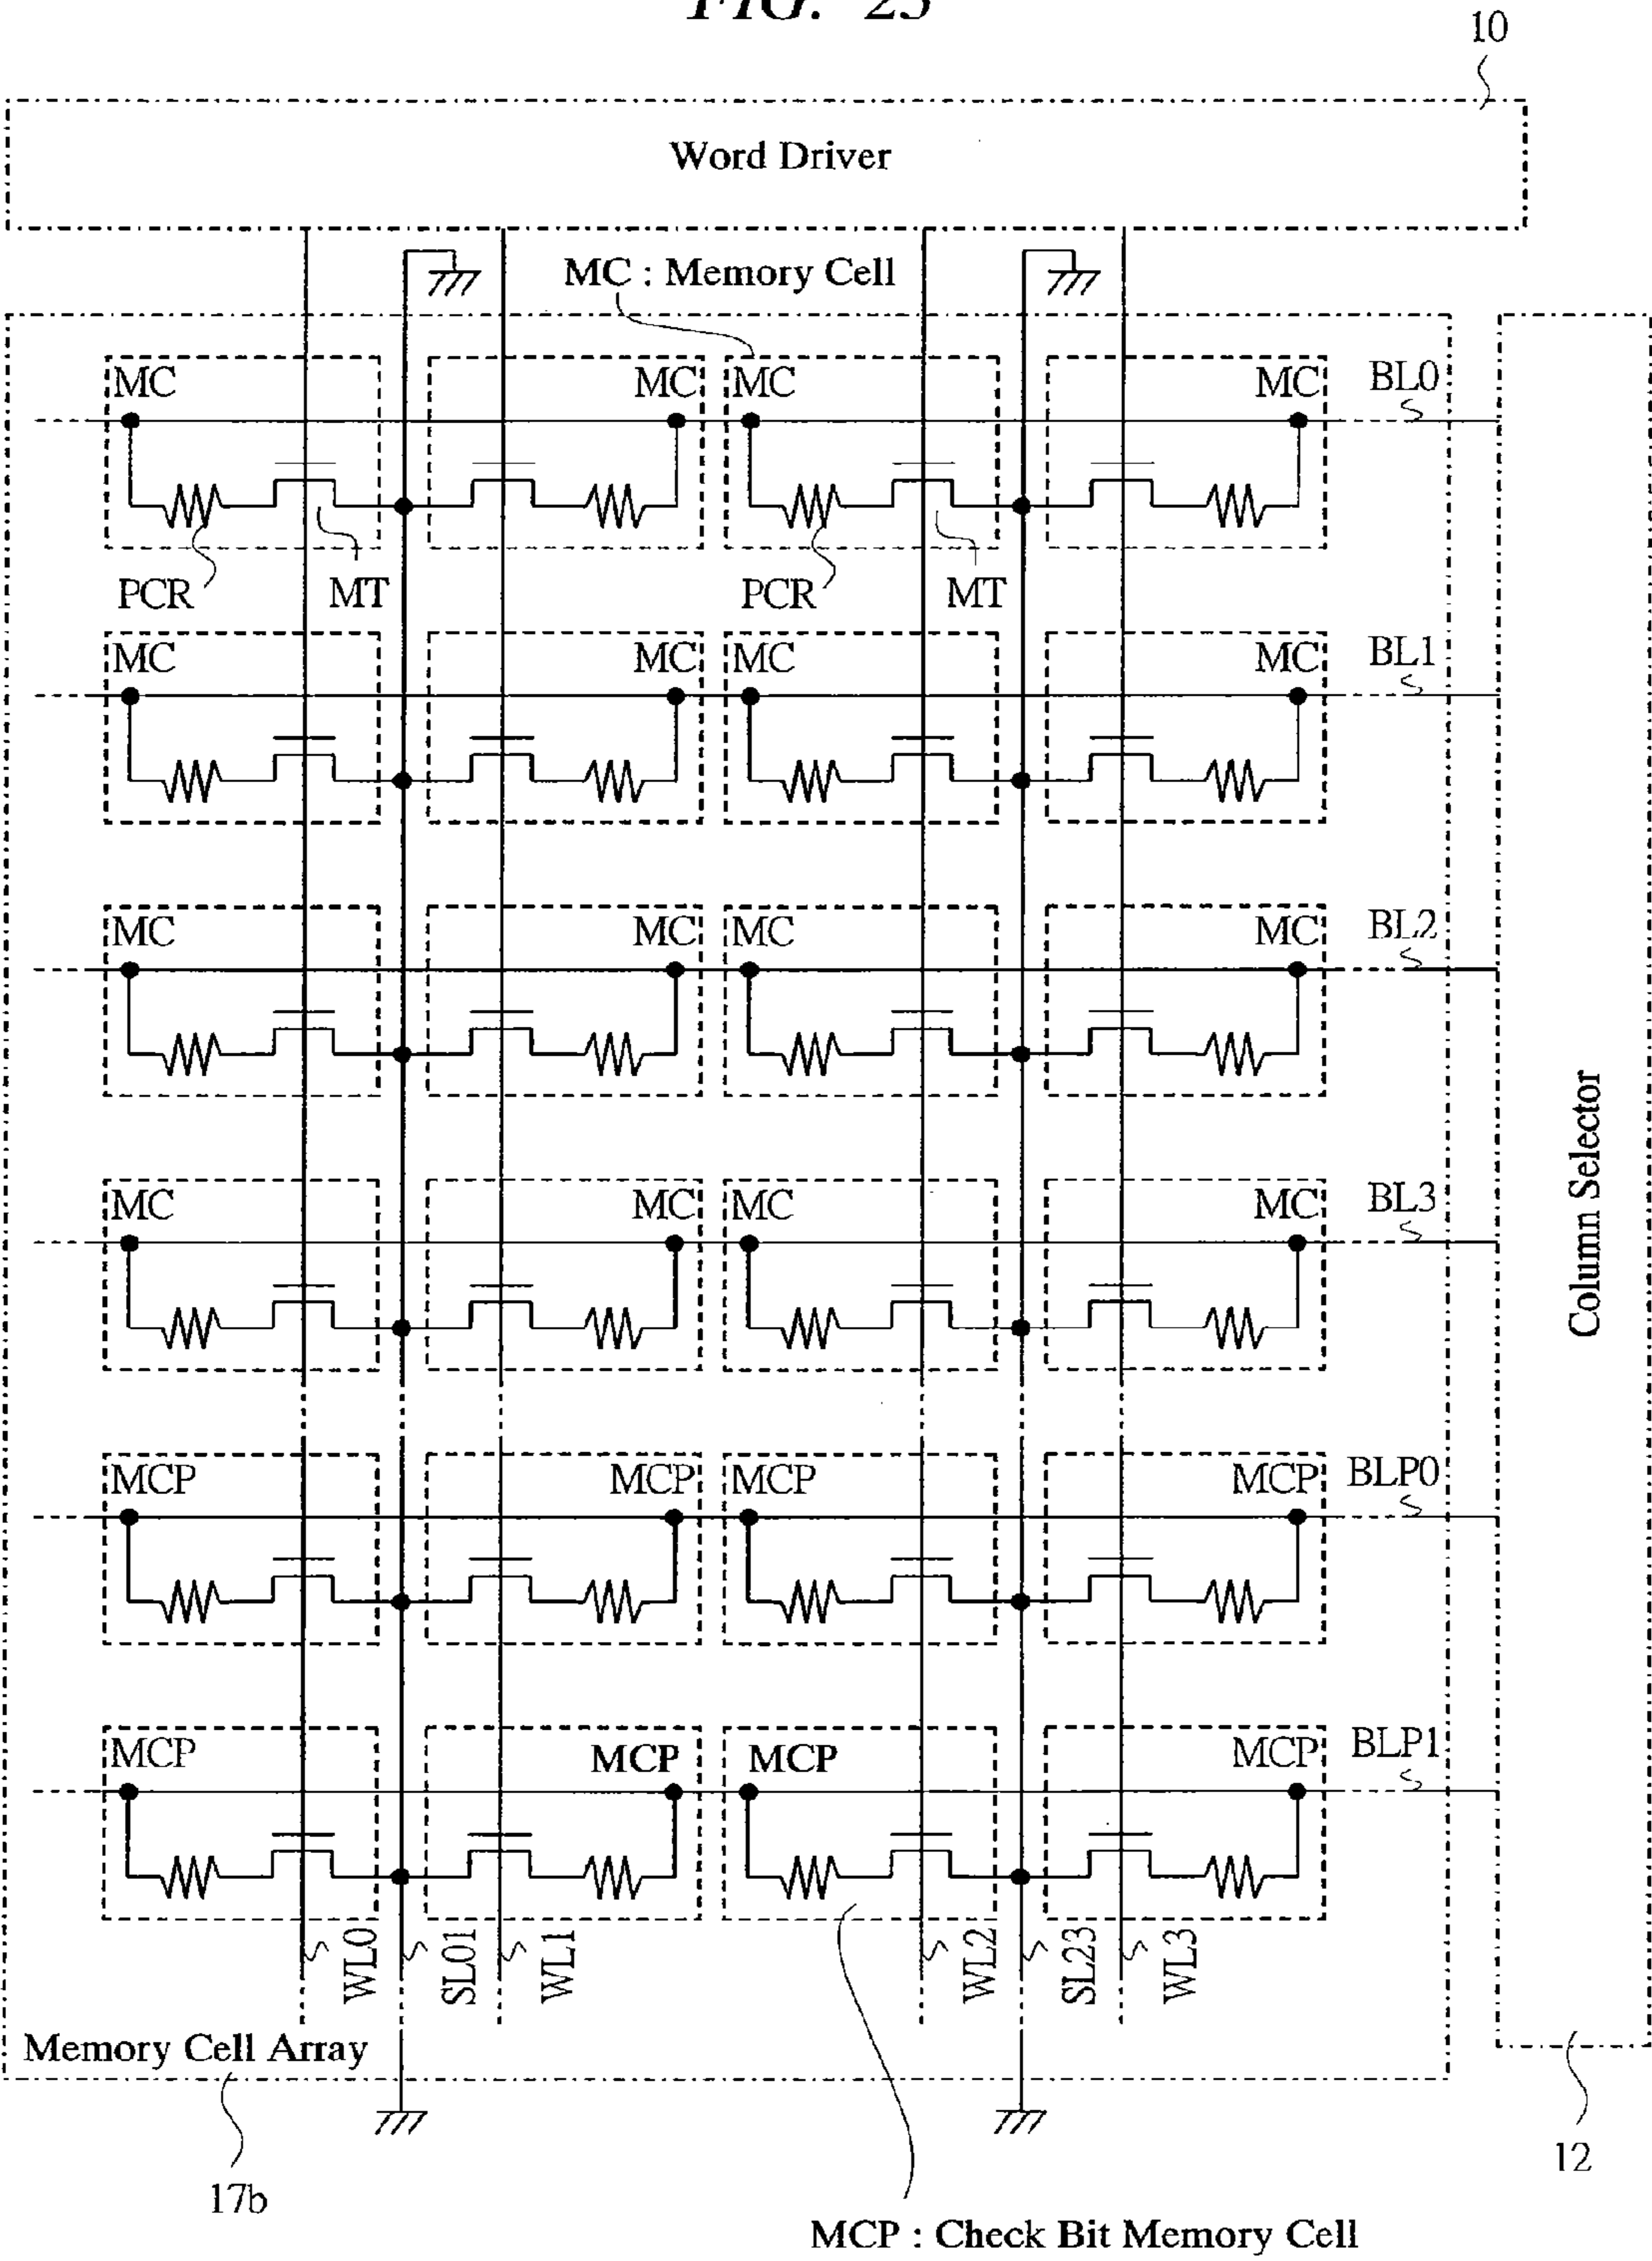 FIG. 25
10
Word Driver
MC : Memory Cell
MC MC MC MC BL0
PCR MT PCR MT
MC MC MC MC BL1
MC MC MC MC BL2
MC MC MC MC BL3
Column Selector
MCP MCP MCP MCP BLP0
MCP MCP MCP MCP BLP1
WL0 SL01 WL1 WL2 SL23 WL3
Memory Cell Array
17b
12
MCP : Check Bit Memory Cell